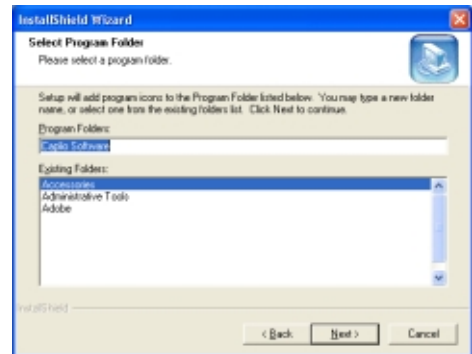 InstallShield Wizard
Select Program Folder
Please select a program folder.
Setup will add program icons to the Program Folder listed below. You may type a new folder
name, or select one from the existing folders list. Click Next to continue.
Program Folders:
Caplio Software
Existing Folders:
Accessories
Administrative Tools
Adobe
InstallShield
< Back
Next >
Cancel